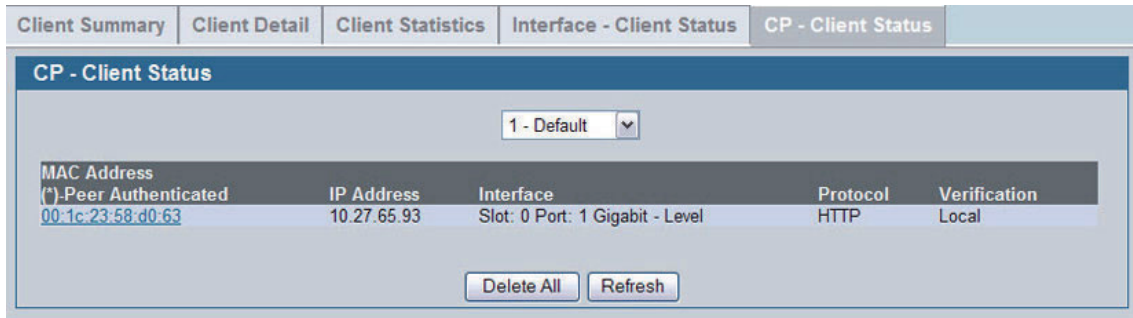 Client Summary Client Detail Client Statistics Interface - Client Status CP - Client Status
CP - Client Status
1 - Default
MAC Address
(*)-Peer Authenticated IP Address Interface Protocol Verification
00:1c:23:58:d0:63 10.27.65.93 Slot: 0 Port: 1 Gigabit - Level HTTP Local
Delete All Refresh